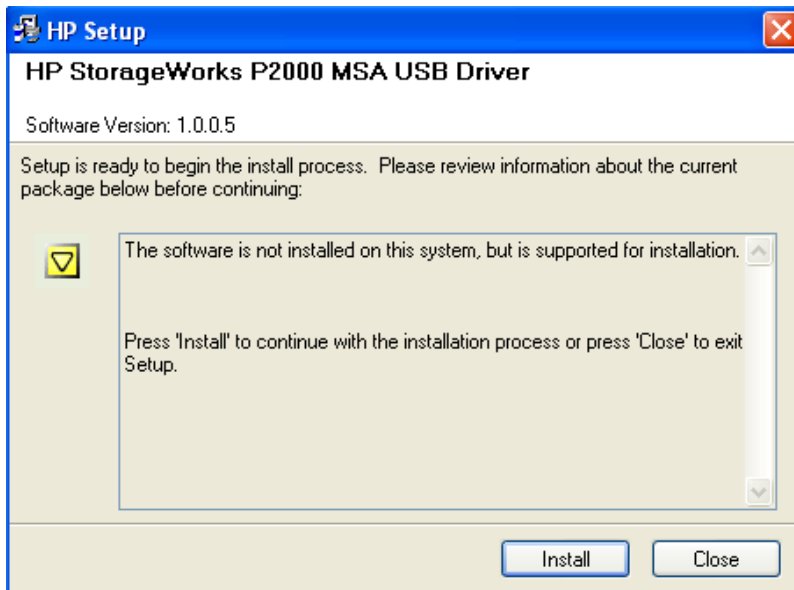 HP Setup
HP StorageWorks P2000 MSA USB Driver
Software Version: 1.0.0.5
Setup is ready to begin the install process.  Please review information about the current
package below before continuing:
The software is not installed on this system, but is supported for installation.
Press 'Install' to continue with the installation process or press 'Close' to exit
Setup.
Install
Close